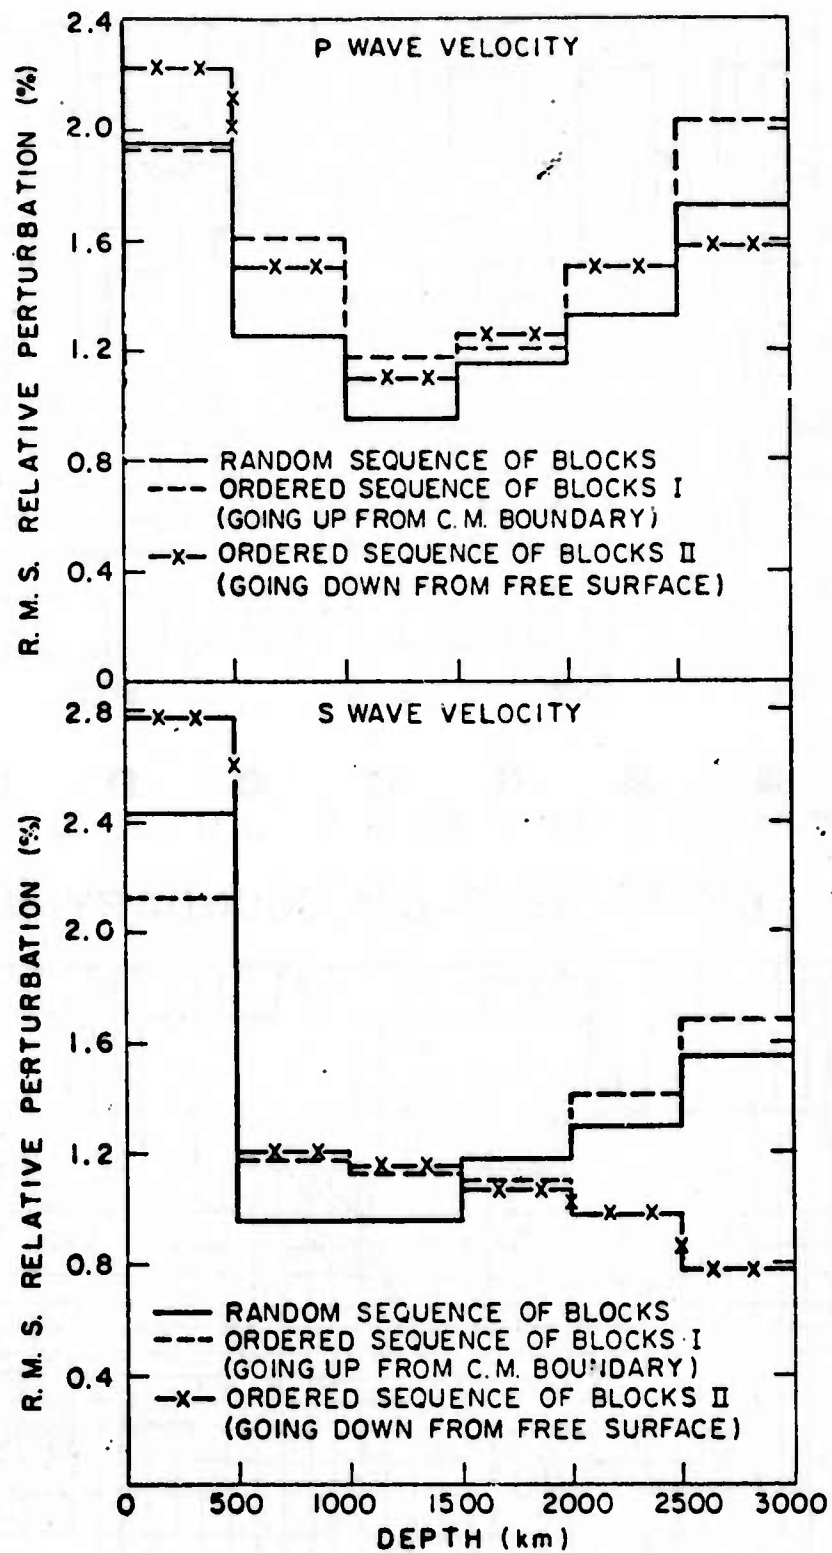 P WAVE VELOCITY
R. M. S. RELATIVE PERTURBATION (%)
2.4
2.0
1.6
1.2
0.8
0.4
0
RANDOM SEQUENCE OF BLOCKS
ORDERED SEQUENCE OF BLOCKS I
(GOING UP FROM C. M. BOUNDARY)
ORDERED SEQUENCE OF BLOCKS II
(GOING DOWN FROM FREE SURFACE)
S WAVE VELOCITY
R. M. S. RELATIVE PERTURBATION (%)
2.8
2.4
2.0
1.6
1.2
0.8
0.4
RANDOM SEQUENCE OF BLOCKS
ORDERED SEQUENCE OF BLOCKS I
(GOING UP FROM C. M. BOUNDARY)
ORDERED SEQUENCE OF BLOCKS II
(GOING DOWN FROM FREE SURFACE)
0 500 1000 1500 2000 2500 3000
DEPTH (km)